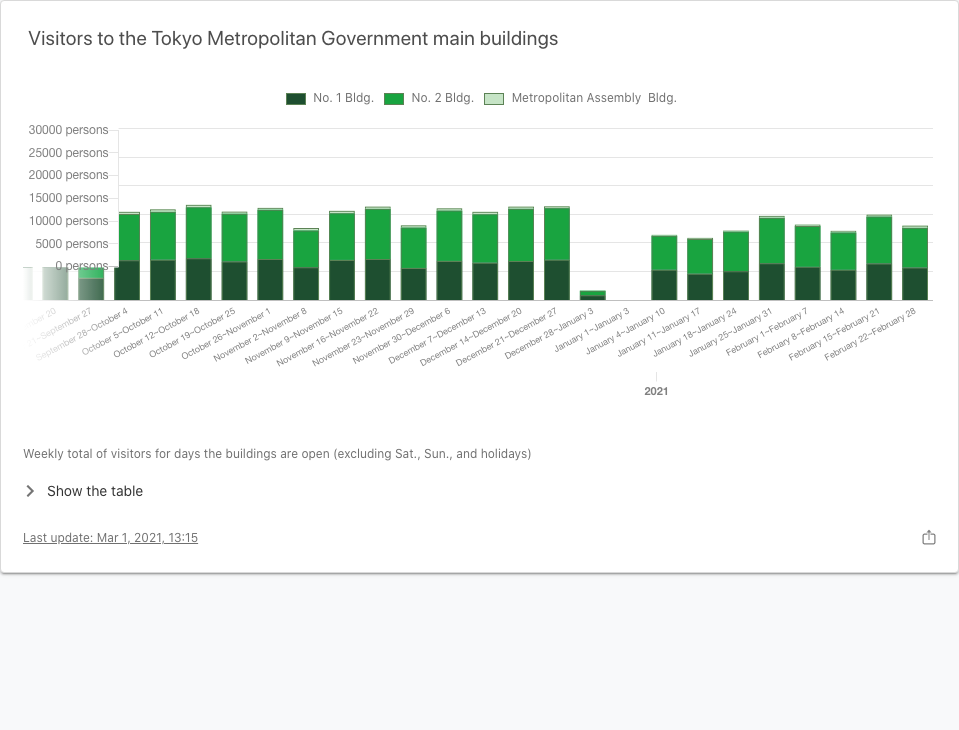 Visitors to the Tokyo Metropolitan Government main buildings
No. 1 Bldg. No. 2 Bldg. Metropolitan Assembly Bldg.
30000 persons
25000 persons
20000 persons
15000 persons
10000 persons
5000 persons
0 persons
September 27
September 28~October 4
October 5~October 11
October 12~October 18
October 19~October 25
October 26~November 1
November 2~November 8
November 9~November 15
November 16~November 22
November 23~November 29
November 30~December 6
December 7~December 13
December 14~December 20
December 21~December 27
December 28~January 3
January 1~January 3
January 4~January 10
January 11~January 17
January 18~January 24
January 25~January 31
February 1~February 7
February 8~February 14
February 15~February 21
February 22~February 28
2021
Weekly total of visitors for days the buildings are open (excluding Sat., Sun., and holidays)
Show the table
Last update: Mar 1, 2021, 13:15